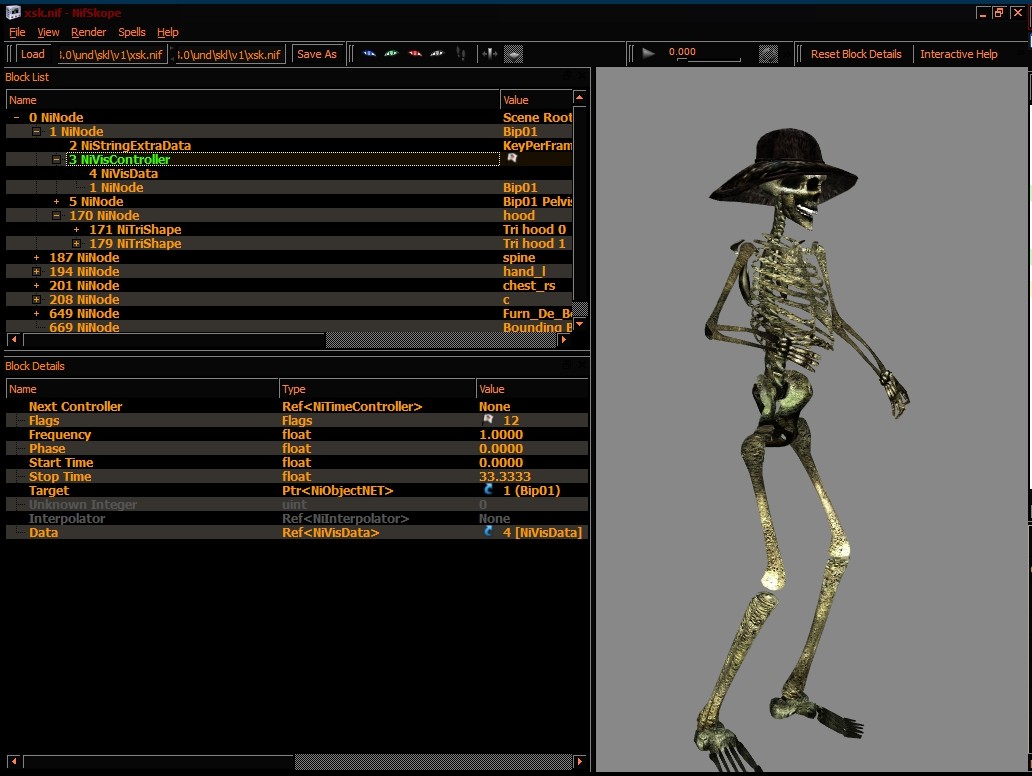 xsk.nif - NifSkope
File View Render Spells Help
Load \.0\und\skl\v1\xsk.nif \.0\und\skl\v1\xsk.nif Save As 0.000 Reset Block Details Interactive Help
Block List
Name Value
0 NiNode Scene Root
1 NiNode Bip01
2 NiStringExtraData KeyPerFram
3 NiVisController
4 NiVisData
1 NiNode Bip01
5 NiNode Bip01 Pelvis
170 NiNode hood
171 NiTriShape Tri hood 0
179 NiTriShape Tri hood 1
187 NiNode spine
194 NiNode hand_l
201 NiNode chest_rs
208 NiNode c
649 NiNode Furn_De_B
669 NiNode Bounding B
Block Details
Name Type Value
Next Controller Ref<NiTimeController> None
Flags Flags 12
Frequency float 1.0000
Phase float 0.0000
Start Time float 0.0000
Stop Time float 33.3333
Target Ptr<NiObjectNET> 1 (Bip01)
Unknown Integer uint 0
Interpolator Ref<NiInterpolator> None
Data Ref<NiVisData> 4 [NiVisData]